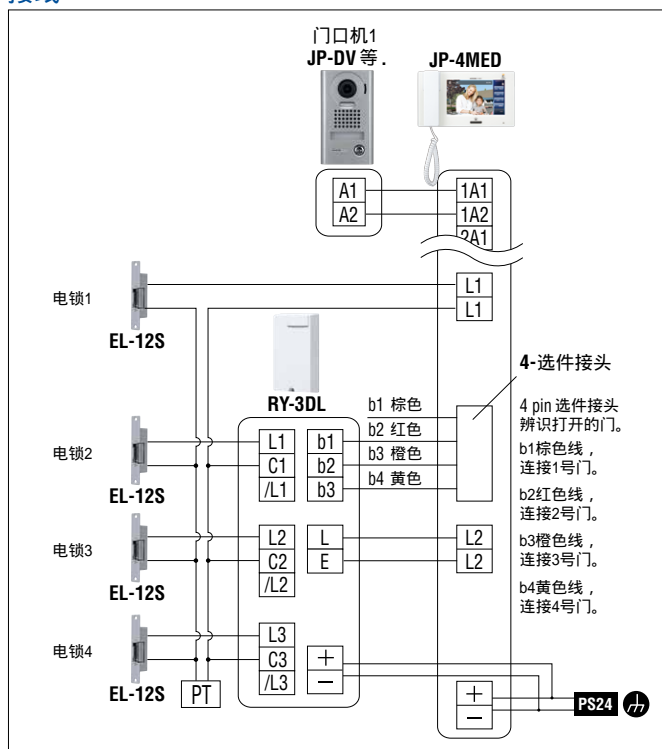 门口机1
JP-DV 等 .
JP-4MED
A1
A2
1A1
1A2
2A1
电锁1
EL-12S
L1
L1
RY-3DL
4-选件接头
4 pin 选件接头
辨识打开的门。
b1棕色线，
连接1号门。
b2红色线，
连接2号门。
b3橙色线，
连接3号门。
b4黄色线，
连接4号门。
b1 棕色
b2 红色
b3 橙色
b4 黄色
电锁2
EL-12S
L1
C1
/L1
b1
b2
b3
电锁3
EL-12S
L2
C2
/L2
L
E
L2
L2
电锁4
EL-12S
PT
L3
C3
/L3
+
−
+
−
PS24